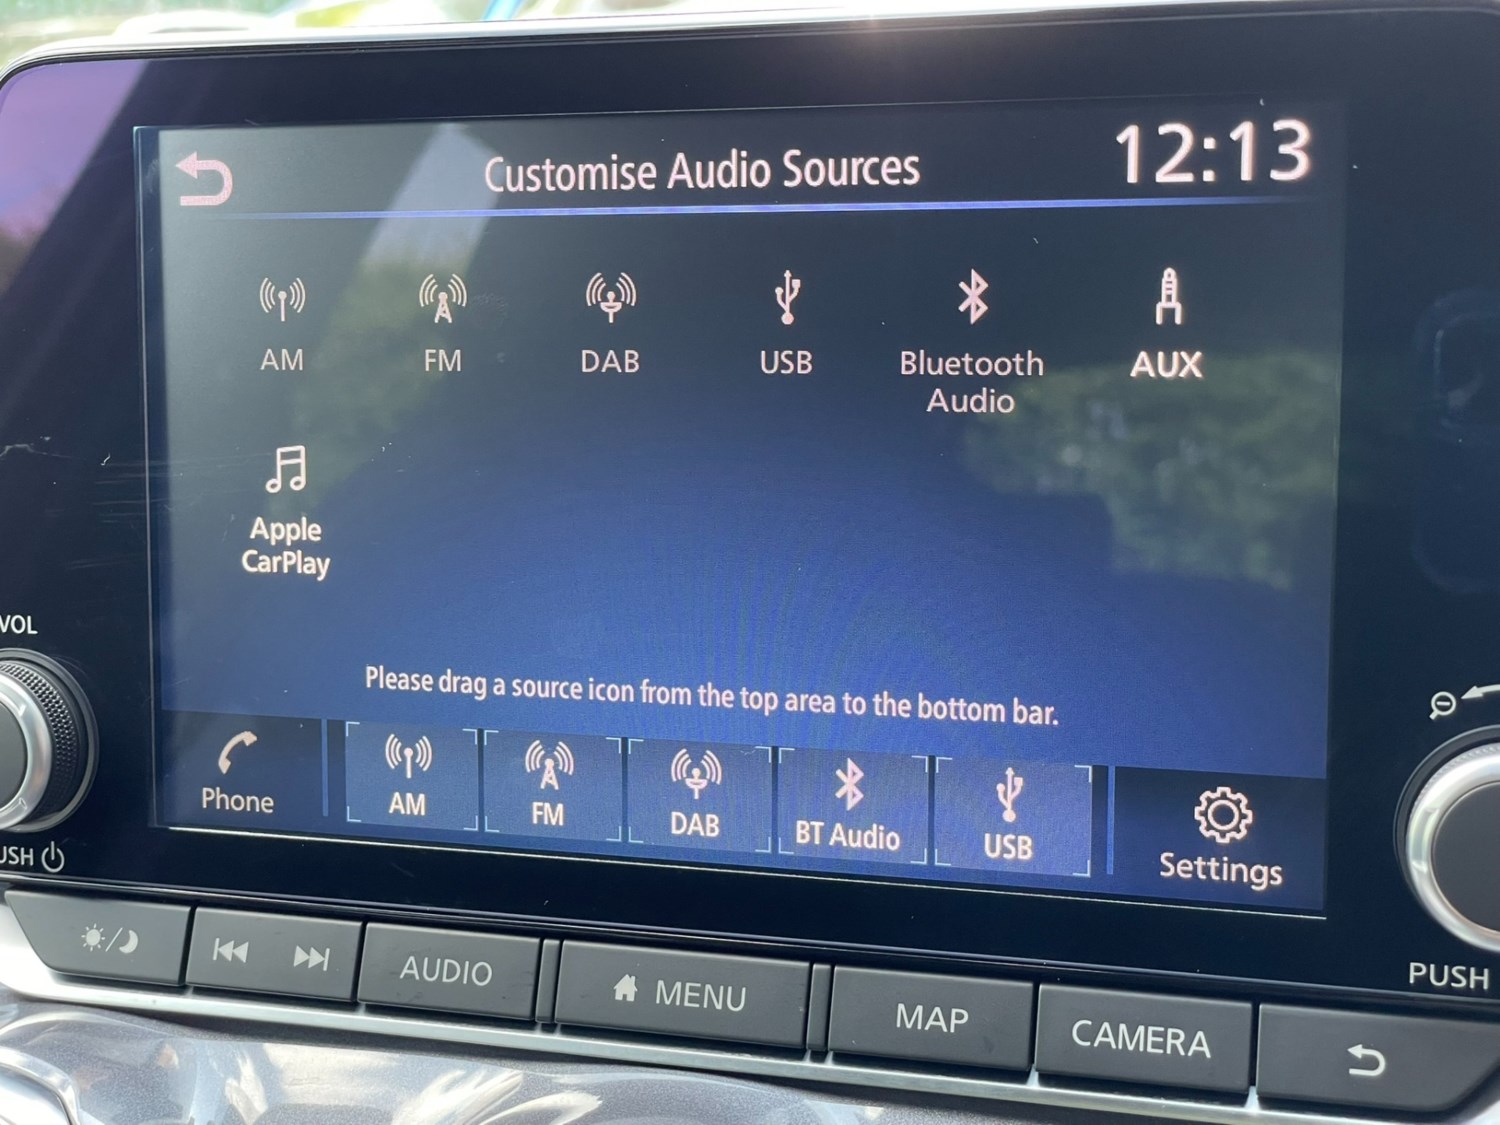 Customise Audio Sources
12:13
AM
FM
DAB
USB
Bluetooth
Audio
AUX
Apple
CarPlay
VOL
Please drag a source icon from the top area to the bottom bar.
Phone
AM
FM
DAB
BT Audio
USB
Settings
USH
PUSH
AUDIO
MENU
MAP
CAMERA